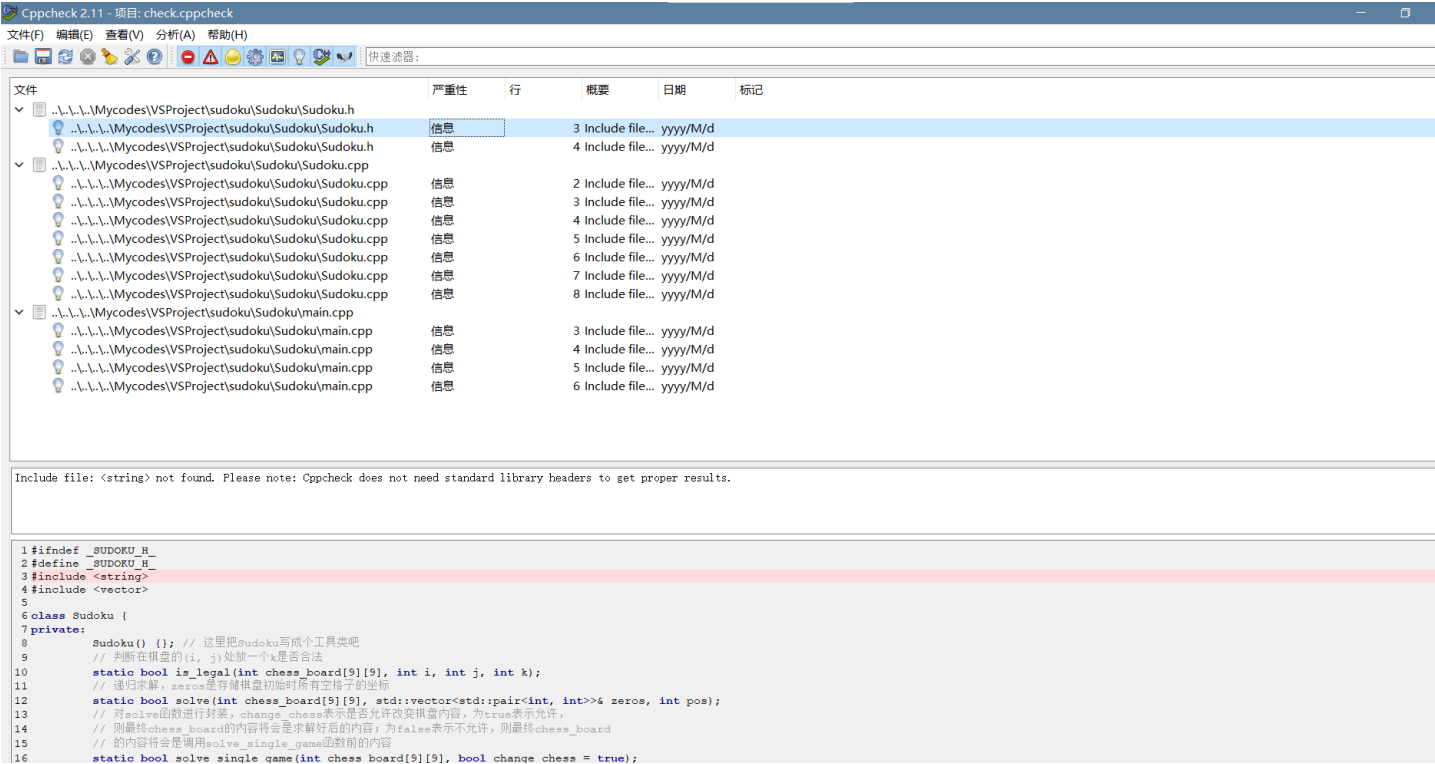 Cppcheck 2.11 - 项目: check.cppcheck
文件(F) 编辑(E) 查看(V) 分析(A) 帮助(H)
快速滤器:
文件 严重性 行 概要 日期 标记
..\..\..\..\Mycodes\VSProject\sudoku\Sudoku\Sudoku.h
..\..\..\..\Mycodes\VSProject\sudoku\Sudoku\Sudoku.h 信息 3 Include file... yyyy/M/d
..\..\..\..\Mycodes\VSProject\sudoku\Sudoku\Sudoku.h 信息 4 Include file... yyyy/M/d
..\..\..\..\Mycodes\VSProject\sudoku\Sudoku\Sudoku.cpp
..\..\..\..\Mycodes\VSProject\sudoku\Sudoku\Sudoku.cpp 信息 2 Include file... yyyy/M/d
..\..\..\..\Mycodes\VSProject\sudoku\Sudoku\Sudoku.cpp 信息 3 Include file... yyyy/M/d
..\..\..\..\Mycodes\VSProject\sudoku\Sudoku\Sudoku.cpp 信息 4 Include file... yyyy/M/d
..\..\..\..\Mycodes\VSProject\sudoku\Sudoku\Sudoku.cpp 信息 5 Include file... yyyy/M/d
..\..\..\..\Mycodes\VSProject\sudoku\Sudoku\Sudoku.cpp 信息 6 Include file... yyyy/M/d
..\..\..\..\Mycodes\VSProject\sudoku\Sudoku\Sudoku.cpp 信息 7 Include file... yyyy/M/d
..\..\..\..\Mycodes\VSProject\sudoku\Sudoku\Sudoku.cpp 信息 8 Include file... yyyy/M/d
..\..\..\..\Mycodes\VSProject\sudoku\Sudoku\main.cpp
..\..\..\..\Mycodes\VSProject\sudoku\Sudoku\main.cpp 信息 3 Include file... yyyy/M/d
..\..\..\..\Mycodes\VSProject\sudoku\Sudoku\main.cpp 信息 4 Include file... yyyy/M/d
..\..\..\..\Mycodes\VSProject\sudoku\Sudoku\main.cpp 信息 5 Include file... yyyy/M/d
..\..\..\..\Mycodes\VSProject\sudoku\Sudoku\main.cpp 信息 6 Include file... yyyy/M/d
Include file: <string> not found. Please note: Cppcheck does not need standard library headers to get proper results.
1 #ifndef _SUDOKU_H_
2 #define _SUDOKU_H_
3 #include <string>
4 #include <vector>
5
6 class Sudoku {
7 private:
8 Sudoku() {}; // 这里把Sudoku写成个工具类吧
9 // 判断在棋盘的(i, j)处放一个k是否合法
10 static bool is_legal(int chess_board[9][9], int i, int j, int k);
11 // 递归求解，zeros是存储棋盘初始时所有空格子的坐标
12 static bool solve(int chess_board[9][9], std::vector<std::pair<int, int>>& zeros, int pos);
13 // 对solve函数进行封装，change_chess表示是否允许改变棋盘内容，为true表示允许，
14 // 则最终chess_board的内容将会是求解好后的内容；为false表示不允许，则最终chess_board
15 // 的内容将会是调用solve_single_game函数前的内容
16 static bool solve_single_game(int chess_board[9][9], bool change_chess = true);